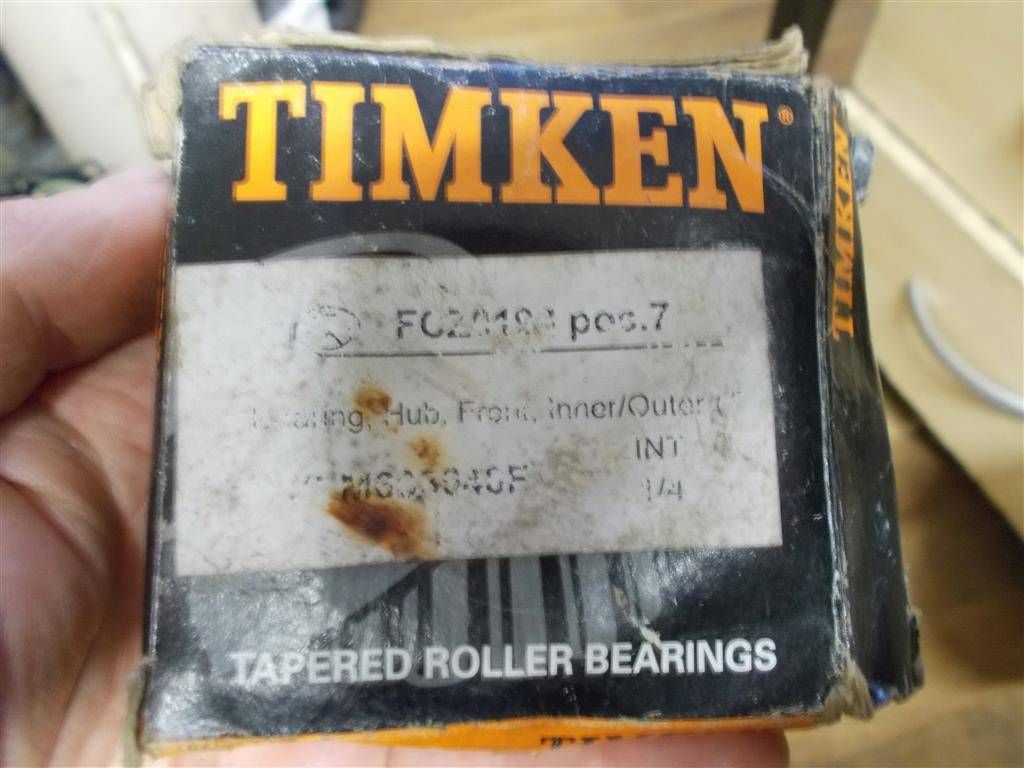 TIMKEN®
pos.7
Hub, Front, Inner/Outer
INT
1/4
TAPERED ROLLER BEARINGS
TIMKEN